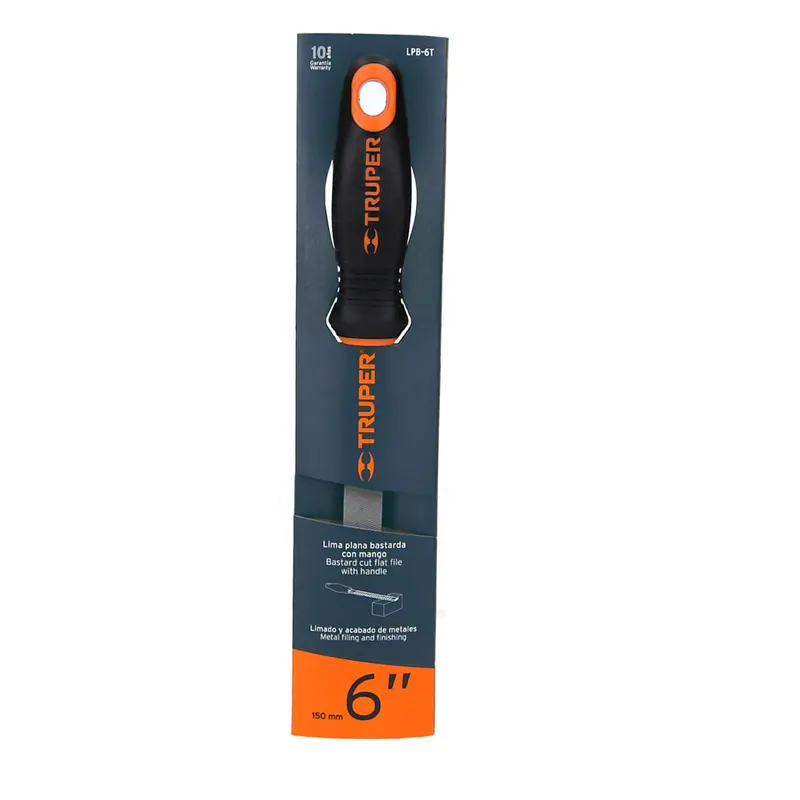 10 años
Garantía
Warranty
LPB-6T
TRUPER
TRUPER®
Lima plana bastarda
con mango
Bastard cut flat file
with handle
Limado y acabado de metales
Metal filing and finishing
150 mm 6"